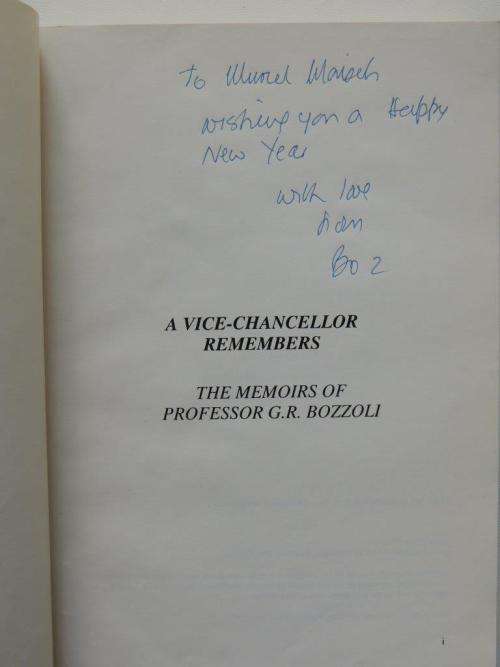 To Muriel Maisel
wishing you a Happy
New Year
with love
from
Boz
A VICE-CHANCELLOR
REMEMBERS
THE MEMOIRS OF
PROFESSOR G.R. BOZZOLI
i